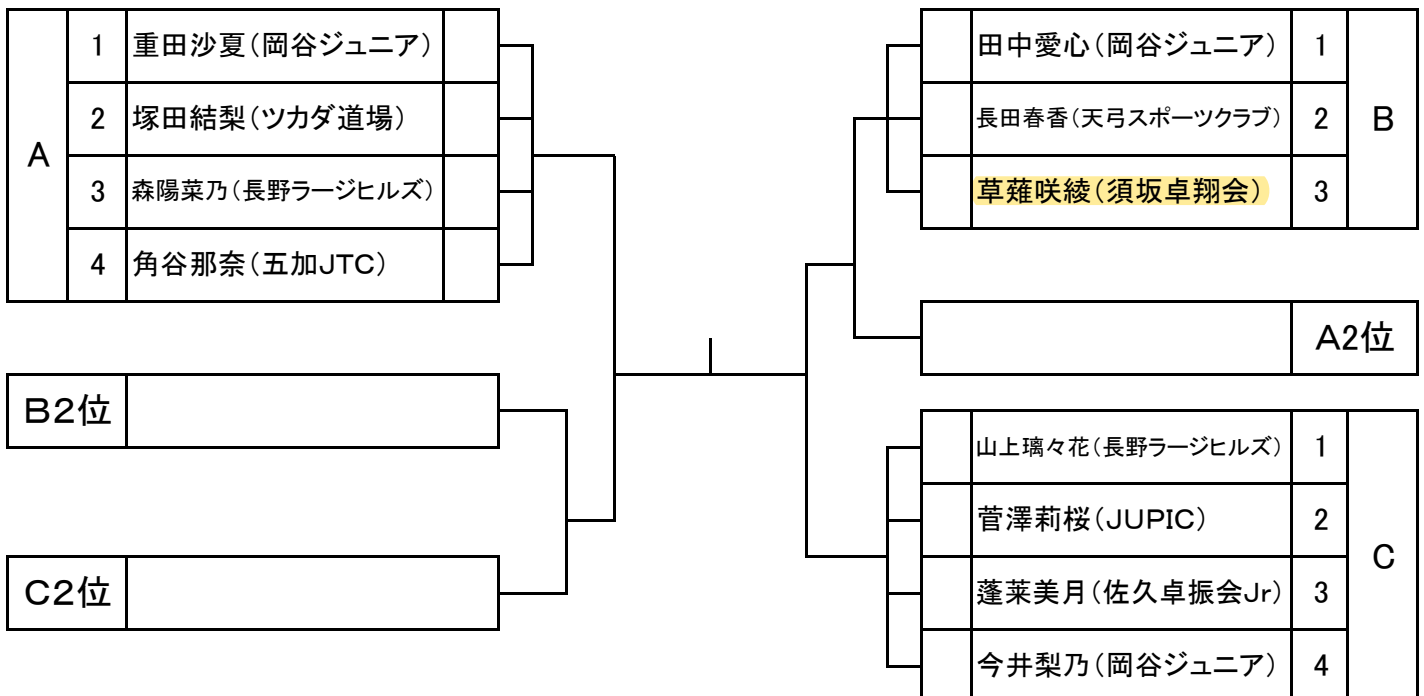 A
1 重田沙夏(岡谷ジュニア)
2 塚田結梨(ツカダ道場)
3 森陽菜乃(長野ラージヒルズ)
4 角谷那奈(五加JTC)
B2位
C2位
田中愛心(岡谷ジュニア) 1
長田春香(天弓スポーツクラブ) 2
草薙咲綾(須坂卓翔会) 3
B
A2位
山上璃々花(長野ラージヒルズ) 1
菅澤莉桜(JUPIC) 2
蓬莱美月(佐久卓振会Jr) 3
今井梨乃(岡谷ジュニア) 4
C